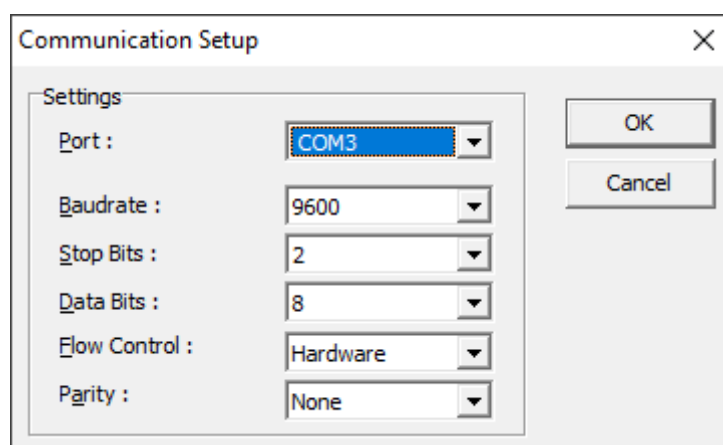 Communication Setup
Settings
Port : COM3
Baudrate : 9600
Stop Bits : 2
Data Bits : 8
Flow Control : Hardware
Parity : None
OK
Cancel